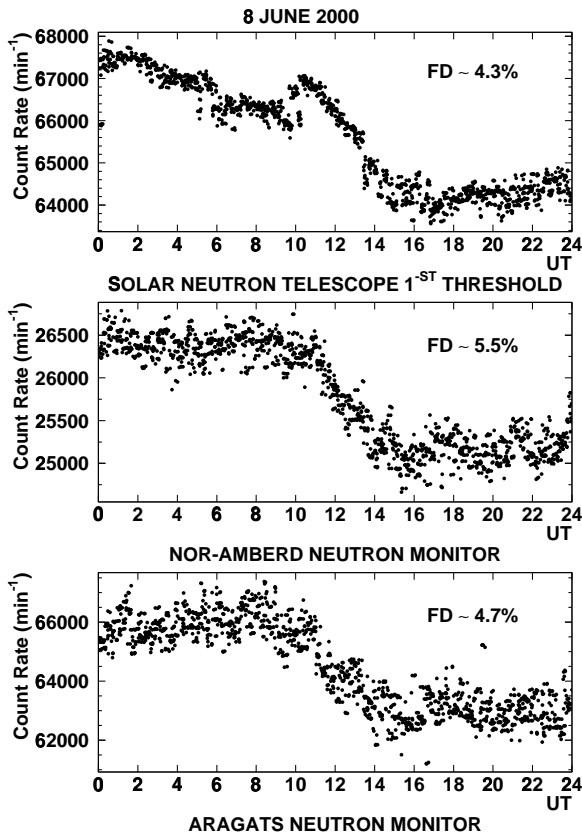 8 JUNE 2000
Count Rate (min⁻¹)
68000
67000
66000
65000
64000
FD ~ 4.3%
0 2 4 6 8 10 12 14 16 18 20 22 24
UT
SOLAR NEUTRON TELESCOPE 1⁻ˢᵀ THRESHOLD
Count Rate (min⁻¹)
26500
26000
25500
25000
FD ~ 5.5%
0 2 4 6 8 10 12 14 16 18 20 22 24
UT
NOR-AMBERD NEUTRON MONITOR
Count Rate (min⁻¹)
66000
64000
62000
FD ~ 4.7%
0 2 4 6 8 10 12 14 16 18 20 22 24
UT
ARAGATS NEUTRON MONITOR